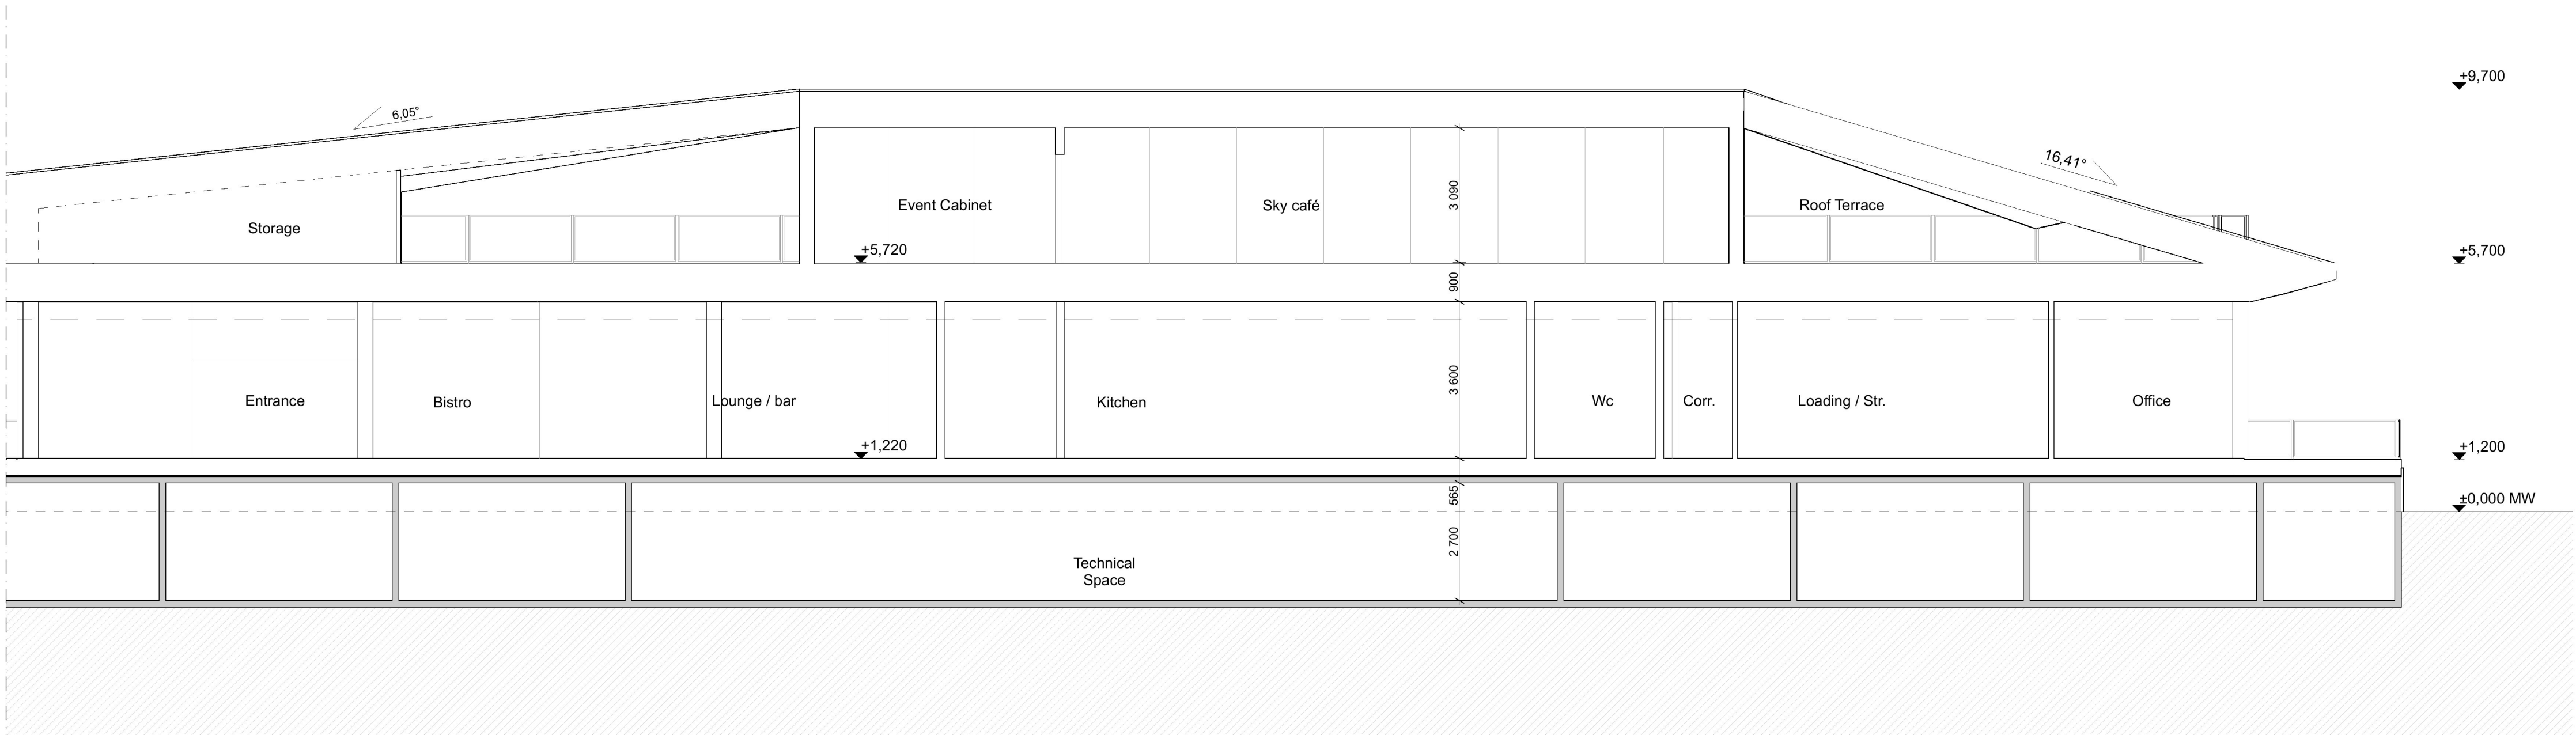 +9,700
6,05°
16,41°
3 090
Event Cabinet
Sky café
Roof Terrace
Storage
+5,720
+5,700
900
3 600
Entrance
Bistro
Lounge / bar
Kitchen
Wc
Corr.
Loading / Str.
Office
+1,220
+1,200
565
±0,000 MW
2 700
Technical
Space